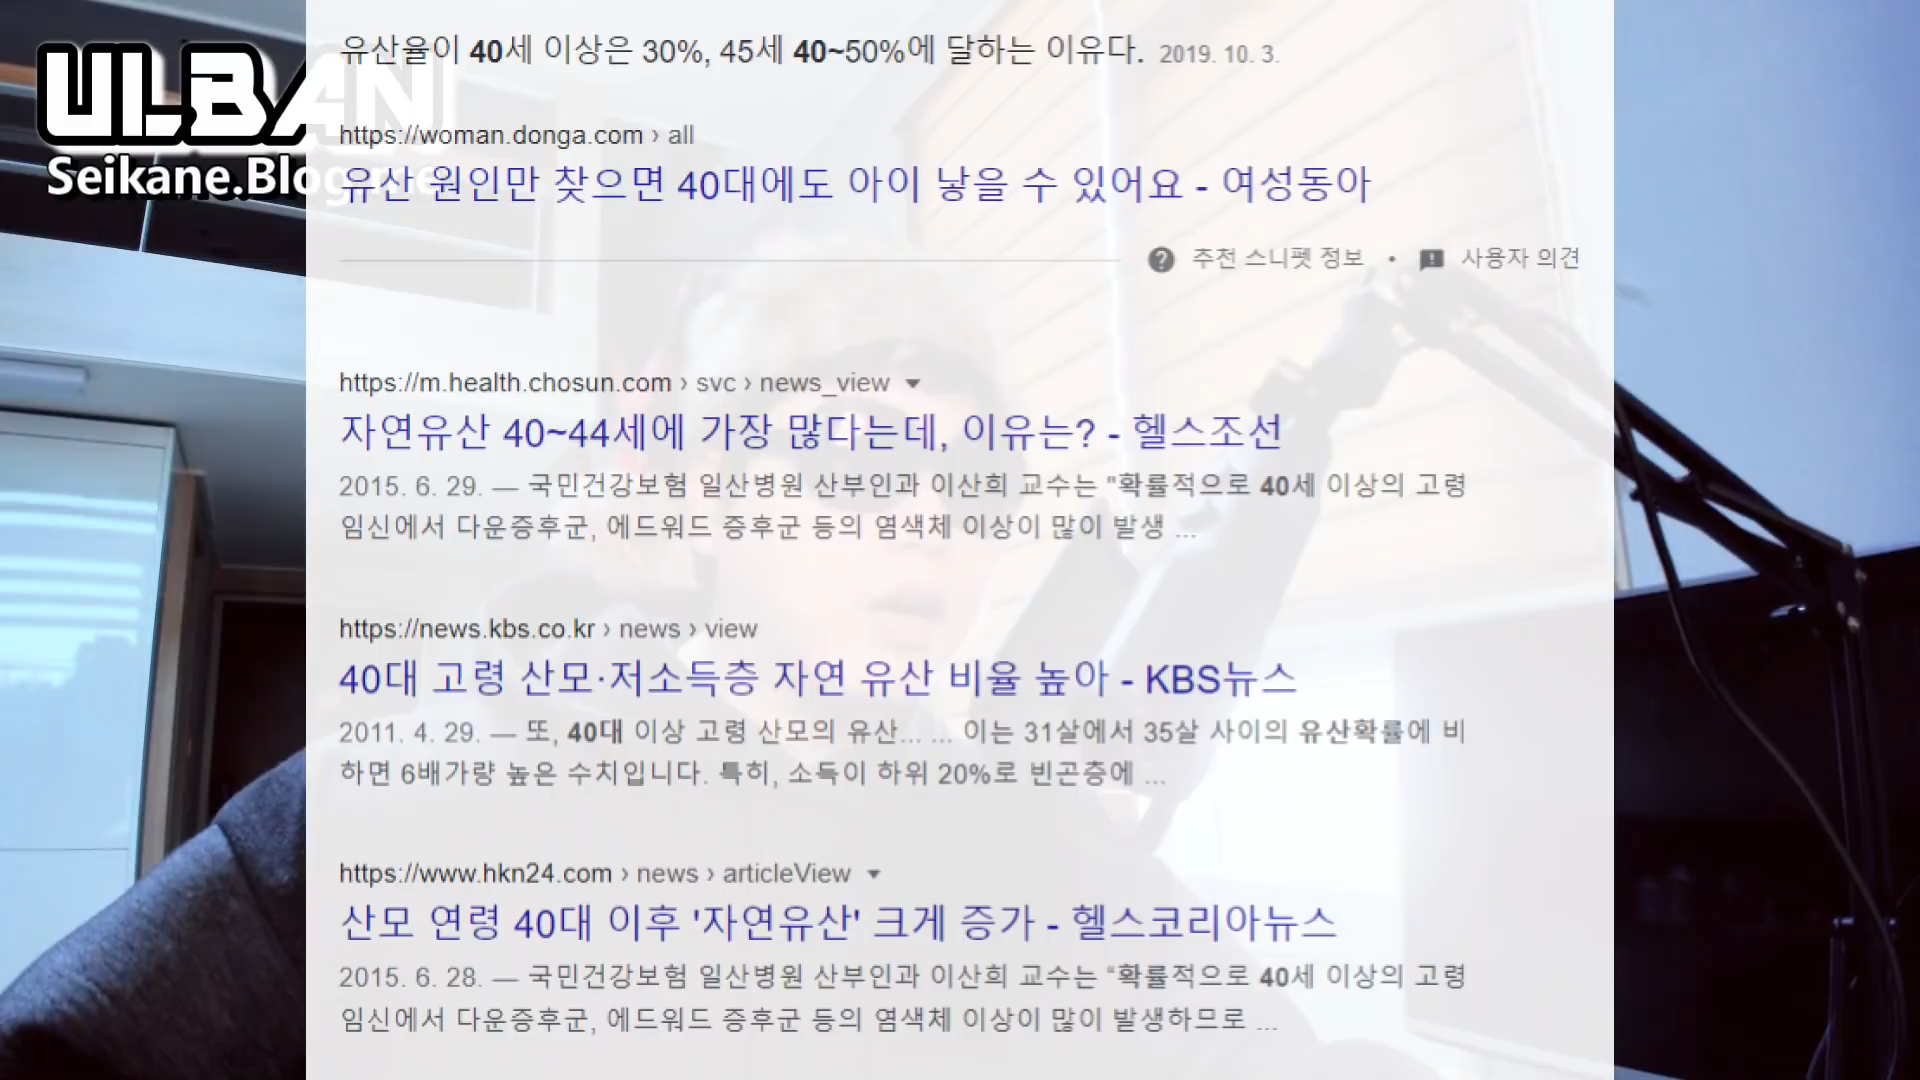 ULBAN
Seikane.Blog.me
유산율이 40세 이상은 30%, 45세 40~50%에 달하는 이유다. 2019. 10. 3.
https://woman.donga.com › all
유산 원인만 찾으면 40대에도 아이 낳을 수 있어요 - 여성동아
추천 스니펫 정보 • 사용자 의견
https://m.health.chosun.com › svc › news_view
자연유산 40~44세에 가장 많다는데, 이유는? - 헬스조선
2015. 6. 29. — 국민건강보험 일산병원 산부인과 이산희 교수는 "확률적으로 40세 이상의 고령
임신에서 다운증후군, 에드워드 증후군 등의 염색체 이상이 많이 발생 ...
https://news.kbs.co.kr › news › view
40대 고령 산모·저소득층 자연 유산 비율 높아 - KBS뉴스
2011. 4. 29. — 또, 40대 이상 고령 산모의 유산... ... 이는 31살에서 35살 사이의 유산확률에 비
하면 6배가량 높은 수치입니다. 특히, 소득이 하위 20%로 빈곤층에 ...
https://www.hkn24.com › news › articleView
산모 연령 40대 이후 '자연유산' 크게 증가 - 헬스코리아뉴스
2015. 6. 28. — 국민건강보험 일산병원 산부인과 이산희 교수는 “확률적으로 40세 이상의 고령
임신에서 다운증후군, 에드워드 증후군 등의 염색체 이상이 많이 발생하므로 ...